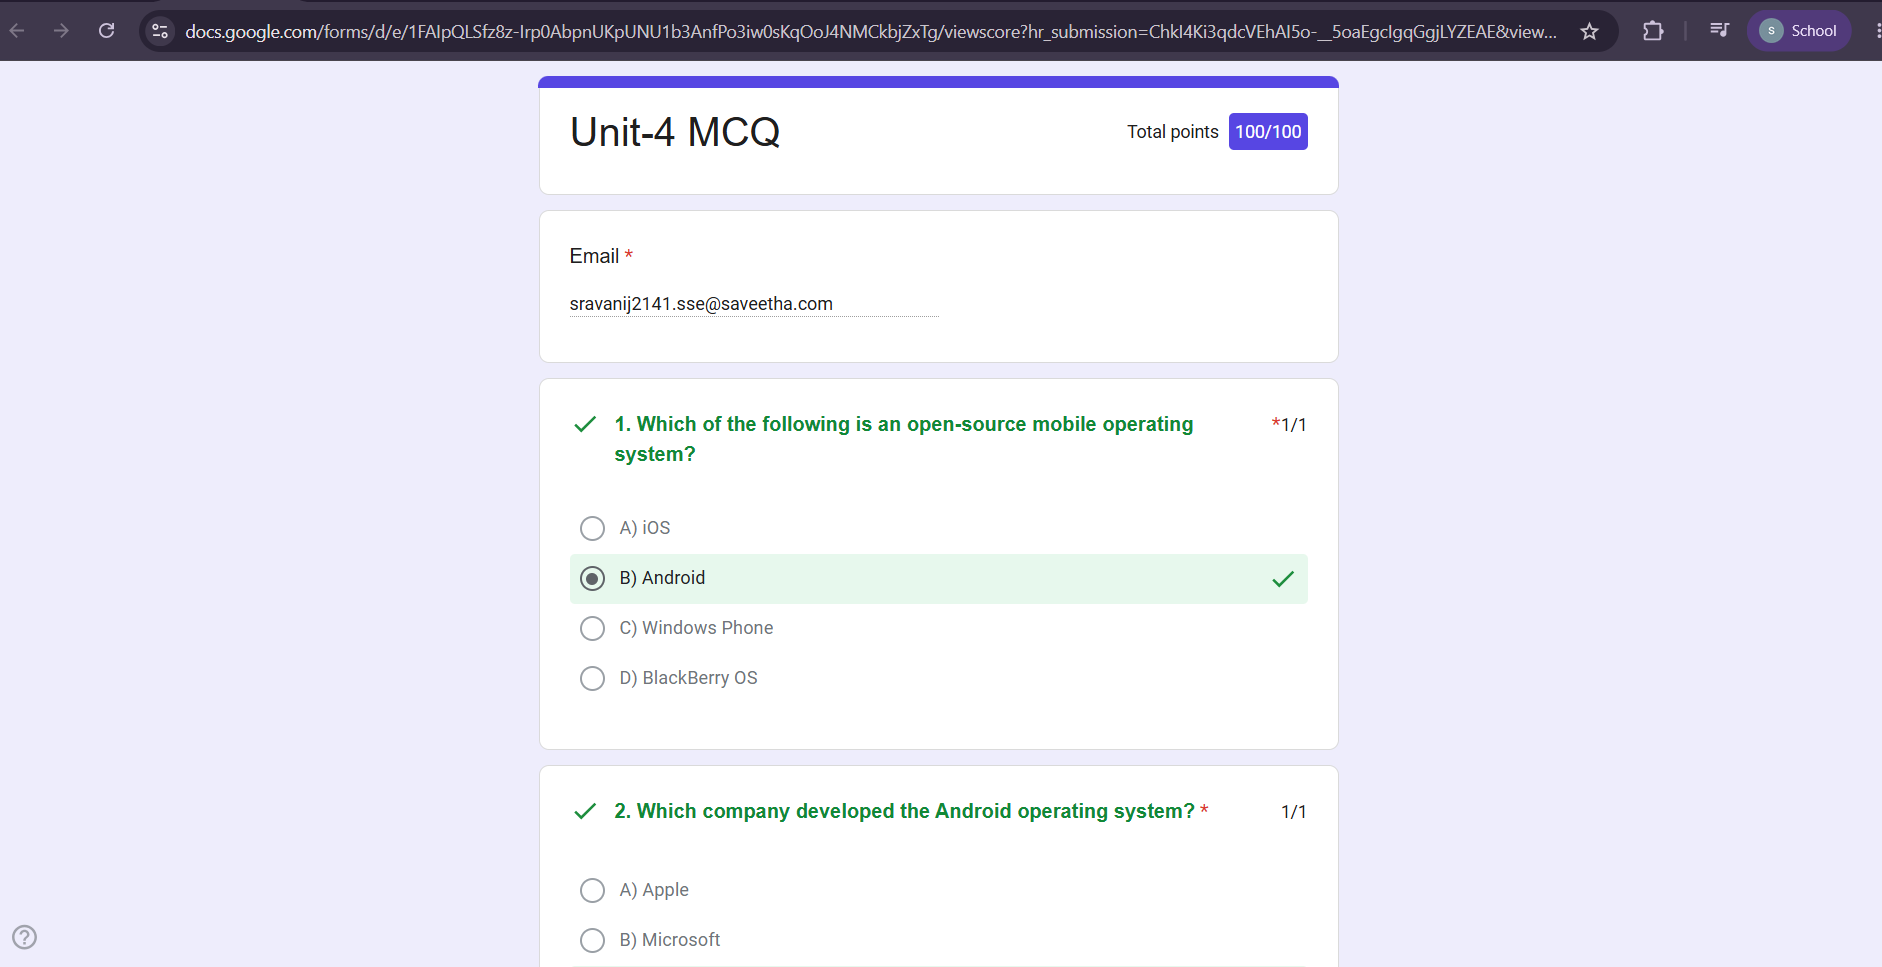 docs.google.com/forms/d/e/1FAIpQLSfz8z-Irp0AbpnUKpUNU1b3AnfPo3iw0sKqOoJ4NMCkbjZxTg/viewscore?hr_submission=ChkI4Ki3qdcVEhAI5o-__5oaEgcIgqGgjLYZEAE&view...
S School
Unit-4 MCQ
Total points 100/100
Email *
sravanij2141.sse@saveetha.com
1. Which of the following is an open-source mobile operating *1/1
system?
A) iOS
B) Android
C) Windows Phone
D) BlackBerry OS
2. Which company developed the Android operating system? * 1/1
A) Apple
B) Microsoft